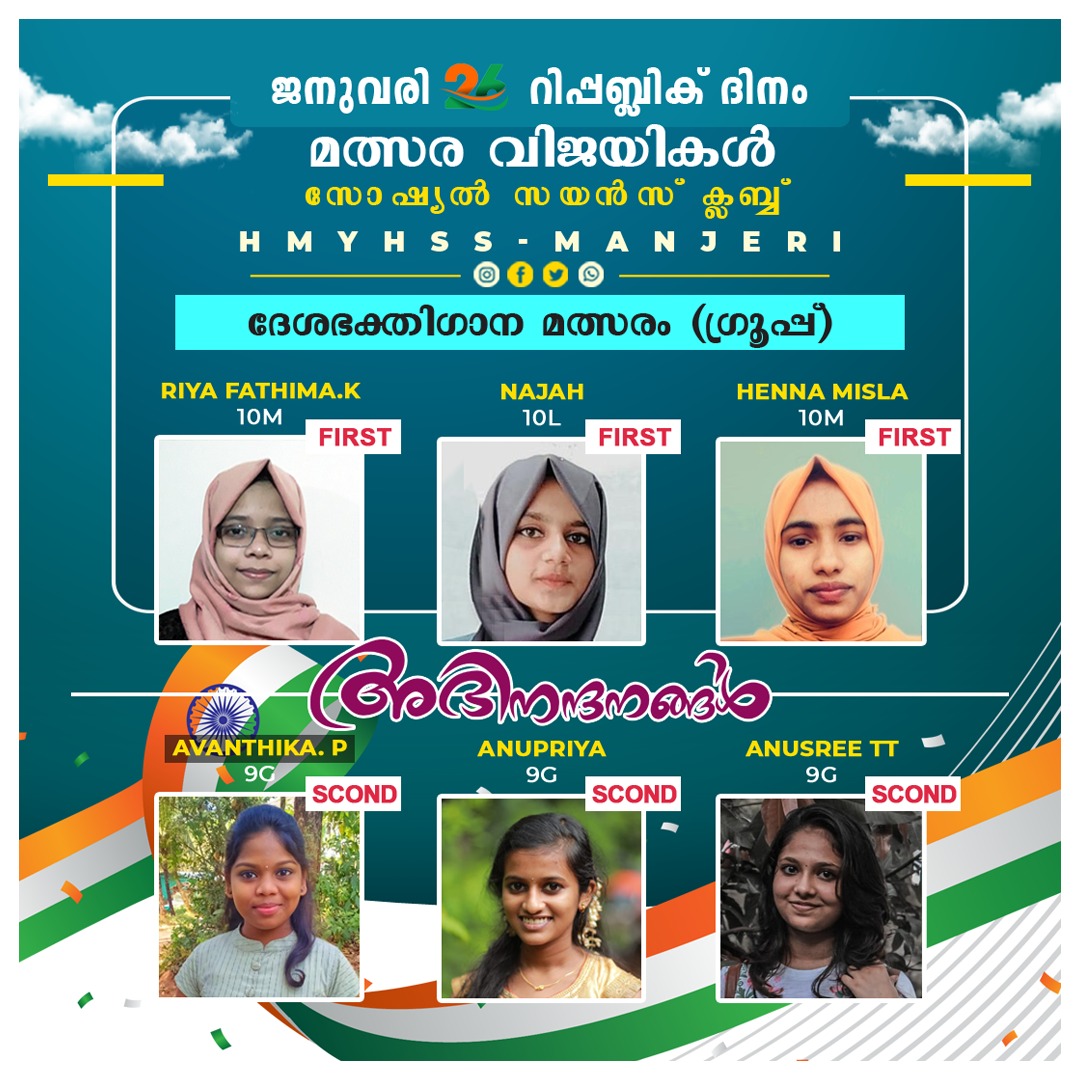 ജനുവരി 26 റിപ്പബ്ലിക് ദിനം
മത്സര വിജയികൾ
സോഷ്യൽ സയൻസ് ക്ലബ്ബ്
HMYHSS-MANJERI
ദേശഭക്തിഗാന മത്സരം (ഗ്രൂപ്പ്)
RIYA FATHIMA.K
10M
FIRST
NAJAH
10L
FIRST
HENNA MISLA
10M
FIRST
അഭിനന്ദനങ്ങൾ
AVANTHIKA. P
9G
SCOND
ANUPRIYA
9G
SCOND
ANUSREE TT
9G
SCOND